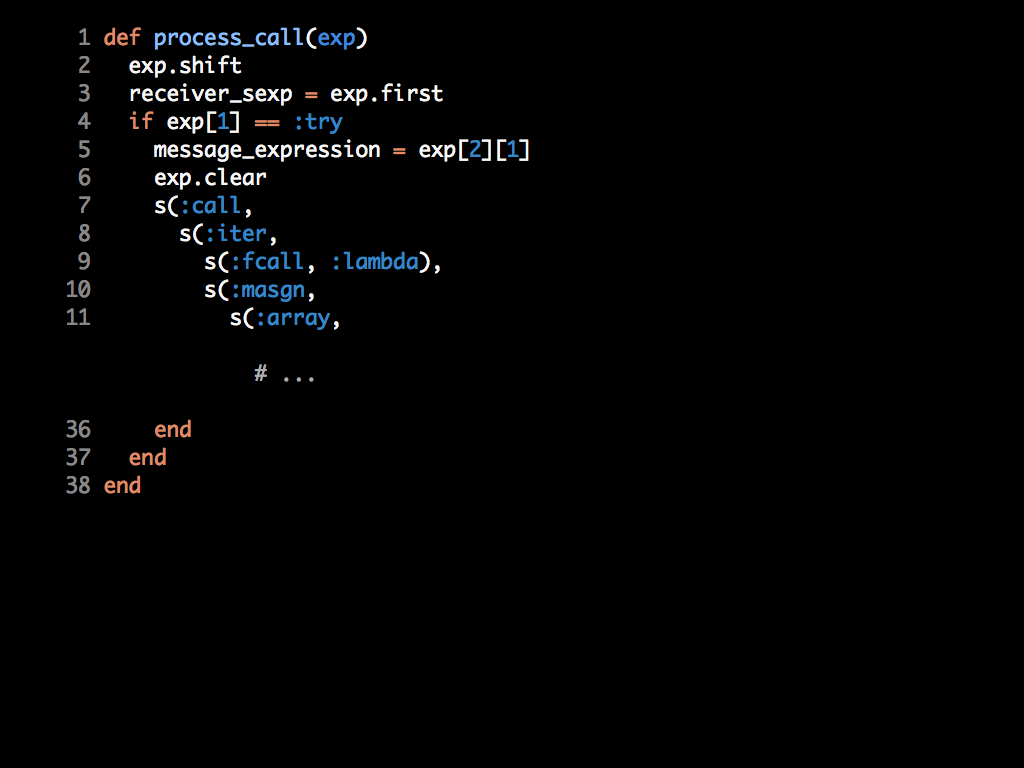 1 def process_call(exp)
2   exp.shift
3   receiver_sexp = exp.first
4   if exp[1] == :try
5     message_expression = exp[2][1]
6     exp.clear
7     s(:call,
8       s(:iter,
9         s(:fcall, :lambda),
10         s(:masgn,
11           s(:array,
# ...
36     end
37   end
38 end